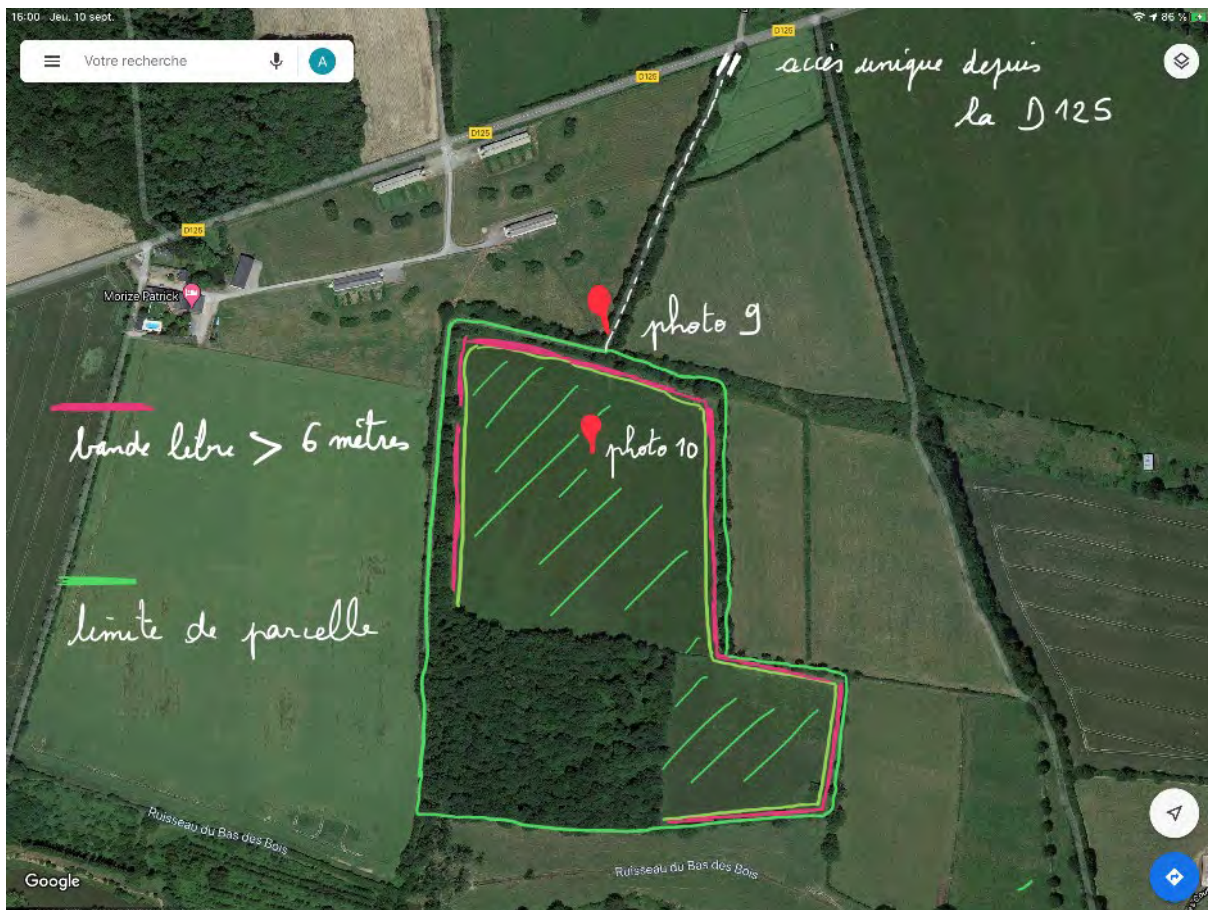 16:00 Jeu. 10 sept.
86 %
Votre recherche
A
D125
accès unique depuis
la D 125
D125
D125
D125
Morize Patrick
photo 9
bande libre > 6 mètres
photo 10
limite de parcelle
Ruisseau du Bas des Bois
Ruisseau du Bas des Bois
Google